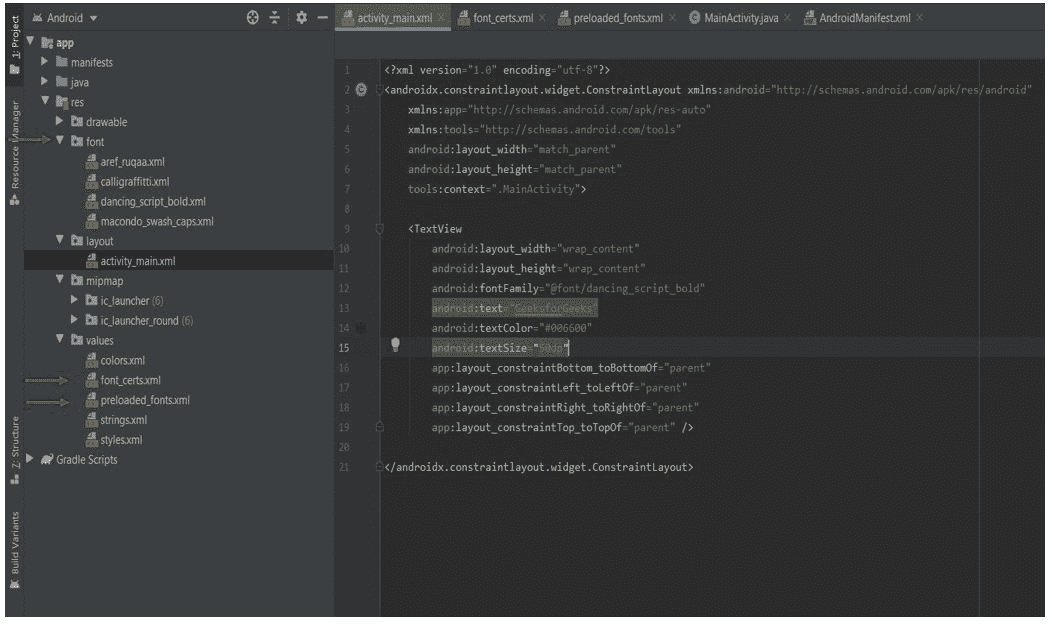 Android
activity_main.xml
font_certs.xml
preloaded_fonts.xml
MainActivity.java
AndroidManifest.xml
1: Project
Resource Manager
Z: Structure
Build Variants
app
manifests
java
res
drawable
font
aref_ruqaa.xml
calligraffitti.xml
dancing_script_bold.xml
macondo_swash_caps.xml
layout
activity_main.xml
mipmap
ic_launcher (6)
ic_launcher_round (6)
values
colors.xml
font_certs.xml
preloaded_fonts.xml
strings.xml
styles.xml
Gradle Scripts
1 <?xml version="1.0" encoding="utf-8"?>
2 <androidx.constraintlayout.widget.ConstraintLayout xmlns:android="http://schemas.android.com/apk/res/android"
3 xmlns:app="http://schemas.android.com/apk/res-auto"
4 xmlns:tools="http://schemas.android.com/tools"
5 android:layout_width="match_parent"
6 android:layout_height="match_parent"
7 tools:context=".MainActivity">
8
9 <TextView
10 android:layout_width="wrap_content"
11 android:layout_height="wrap_content"
12 android:fontFamily="@font/dancing_script_bold"
13 android:text="GeeksforGeeks"
14 android:textColor="#006600"
15 android:textSize="50dp"
16 app:layout_constraintBottom_toBottomOf="parent"
17 app:layout_constraintLeft_toLeftOf="parent"
18 app:layout_constraintRight_toRightOf="parent"
19 app:layout_constraintTop_toTopOf="parent" />
20
21 </androidx.constraintlayout.widget.ConstraintLayout>